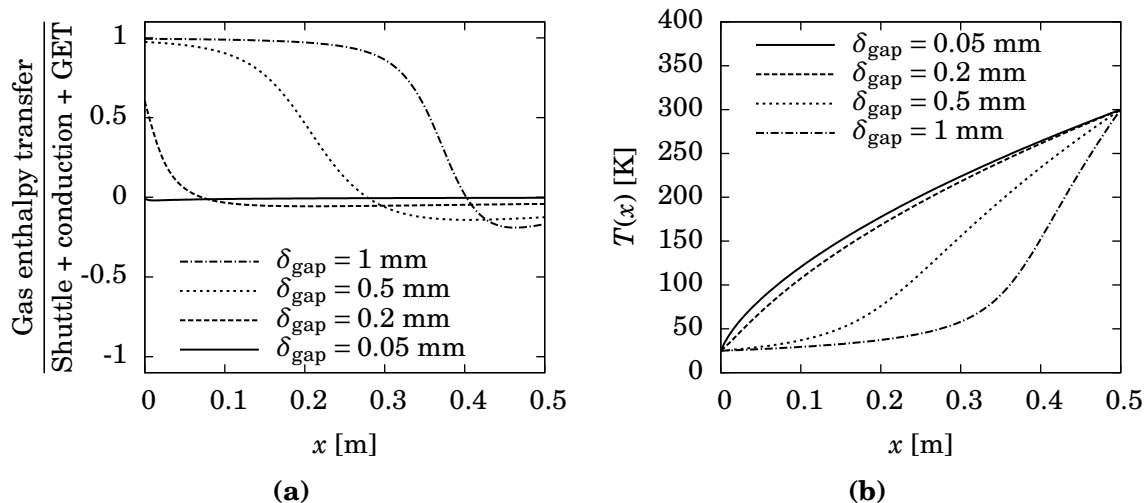 Gas enthalpy transfer
Shuttle + conduction + GET
1
0.5
0
-0.5
-1
δgap = 1 mm
δgap = 0.5 mm
δgap = 0.2 mm
δgap = 0.05 mm
0 0.1 0.2 0.3 0.4 0.5
x [m]
(a)
T(x) [K]
400
350
300
250
200
150
100
50
0
δgap = 0.05 mm
δgap = 0.2 mm
δgap = 0.5 mm
δgap = 1 mm
0 0.1 0.2 0.3 0.4 0.5
x [m]
(b)